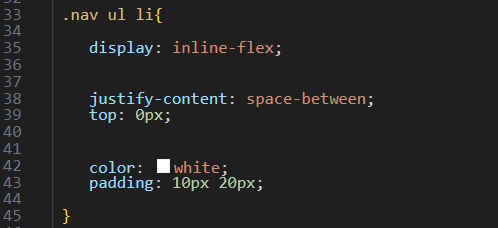 33 .nav ul li{
34
35 display: inline-flex;
36
37
38 justify-content: space-between;
39 top: 0px;
40
41
42 color: white;
43 padding: 10px 20px;
44
45 }